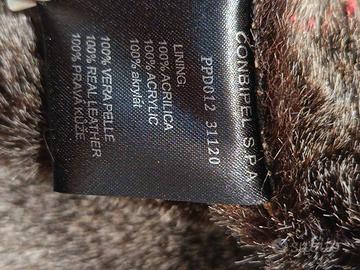 CONBIPEL S.P.A
PPD012 31120
LINING:
100% ACRILICA
100% ACRYLIC
100% akrylát
100% VERA PELLE
100% REAL LEATHER
100% PRAVÁ KŮŽE